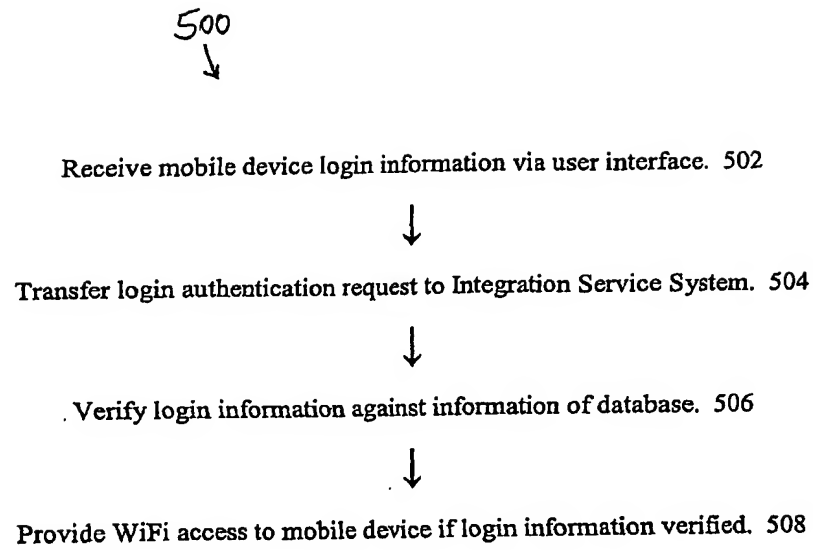 500
Receive mobile device login information via user interface. 502
Transfer login authentication request to Integration Service System. 504
Verify login information against information of database. 506
Provide WiFi access to mobile device if login information verified. 508